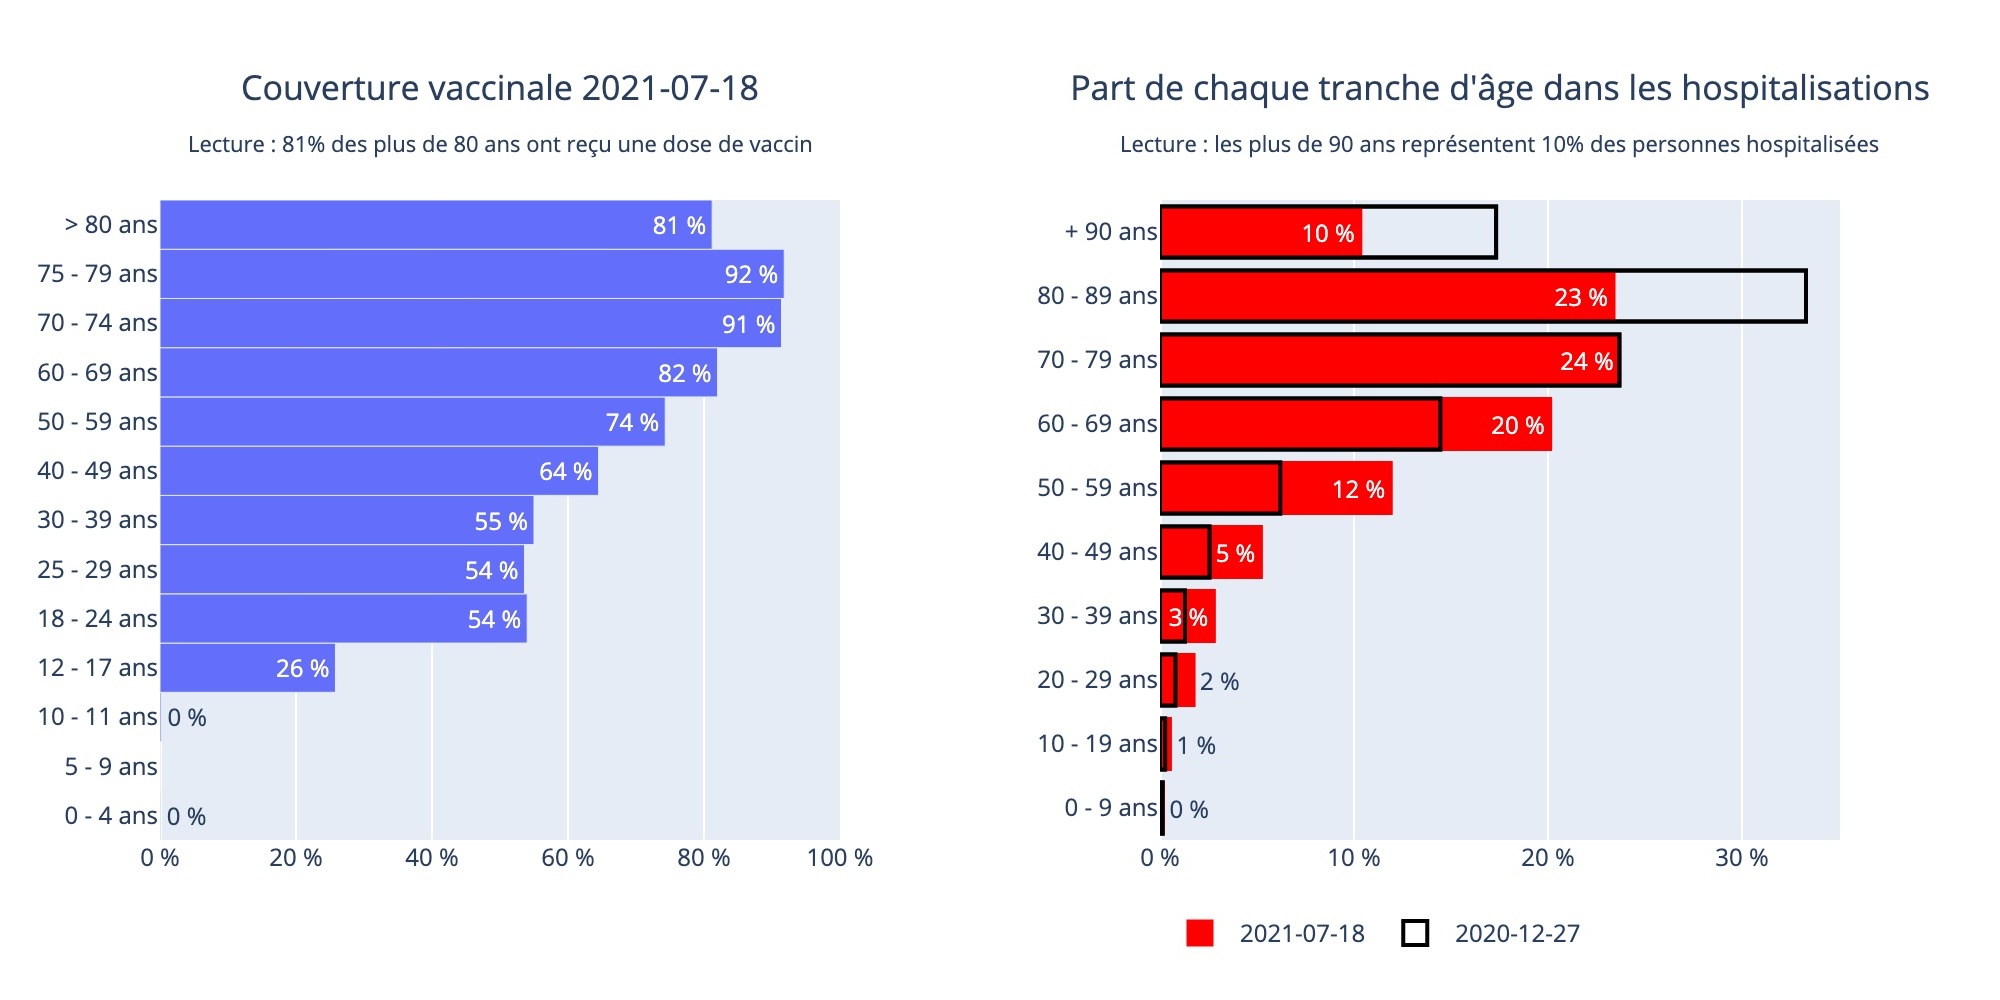 Couverture vaccinale 2021-07-18
Lecture : 81% des plus de 80 ans ont reçu une dose de vaccin
> 80 ans 81 %
75 - 79 ans 92 %
70 - 74 ans 91 %
60 - 69 ans 82 %
50 - 59 ans 74 %
40 - 49 ans 64 %
30 - 39 ans 55 %
25 - 29 ans 54 %
18 - 24 ans 54 %
12 - 17 ans 26 %
10 - 11 ans 0 %
5 - 9 ans
0 - 4 ans 0 %
0 % 20 % 40 % 60 % 80 % 100 %
Part de chaque tranche d'âge dans les hospitalisations
Lecture : les plus de 90 ans représentent 10% des personnes hospitalisées
+ 90 ans 10 %
80 - 89 ans 23 %
70 - 79 ans 24 %
60 - 69 ans 20 %
50 - 59 ans 12 %
40 - 49 ans 5 %
30 - 39 ans 3 %
20 - 29 ans 2 %
10 - 19 ans 1 %
0 - 9 ans 0 %
0 % 10 % 20 % 30 %
2021-07-18 2020-12-27